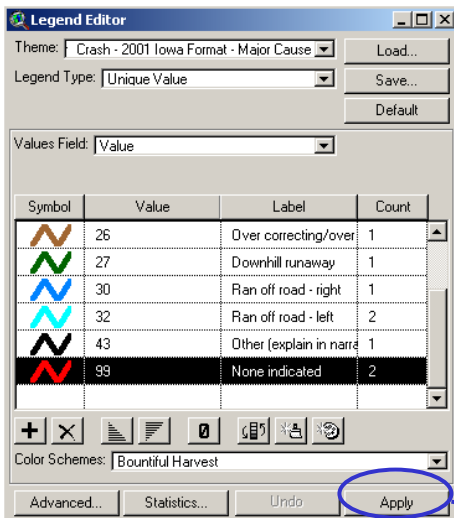 Legend Editor
Theme: Crash - 2001 Iowa Format - Major Cause
Load...
Legend Type: Unique Value
Save...
Default
Values Field: Value
Symbol Value Label Count
26 Over correcting/over 1
27 Downhill runaway 1
30 Ran off road - right 1
32 Ran off road - left 2
43 Other (explain in narra 1
99 None indicated 2
0
Color Schemes: Bountiful Harvest
Advanced... Statistics... Undo Apply